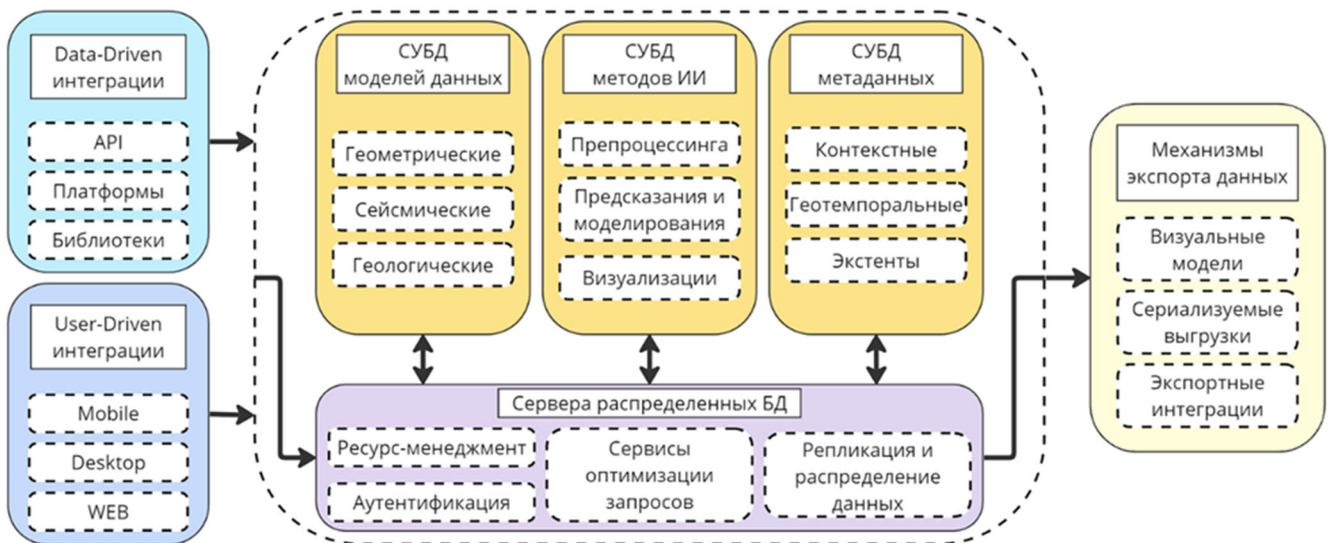 Data-Driven
интеграции
API
Платформы
Библиотеки
User-Driven
интеграции
Mobile
Desktop
WEB
СУБД
моделей данных
Геометрические
Сейсмические
Геологические
СУБД
методов ИИ
Препроцессинга
Предсказания и
моделирования
Визуализации
СУБД
метаданных
Контекстные
Геотемпоральные
Экстенты
Сервера распределенных БД
Ресурс-менеджмент
Аутентификация
Сервисы
оптимизации
запросов
Репликация и
распределение
данных
Механизмы
экспорта данных
Визуальные
модели
Сериализуемые
выгрузки
Экспортные
интеграции